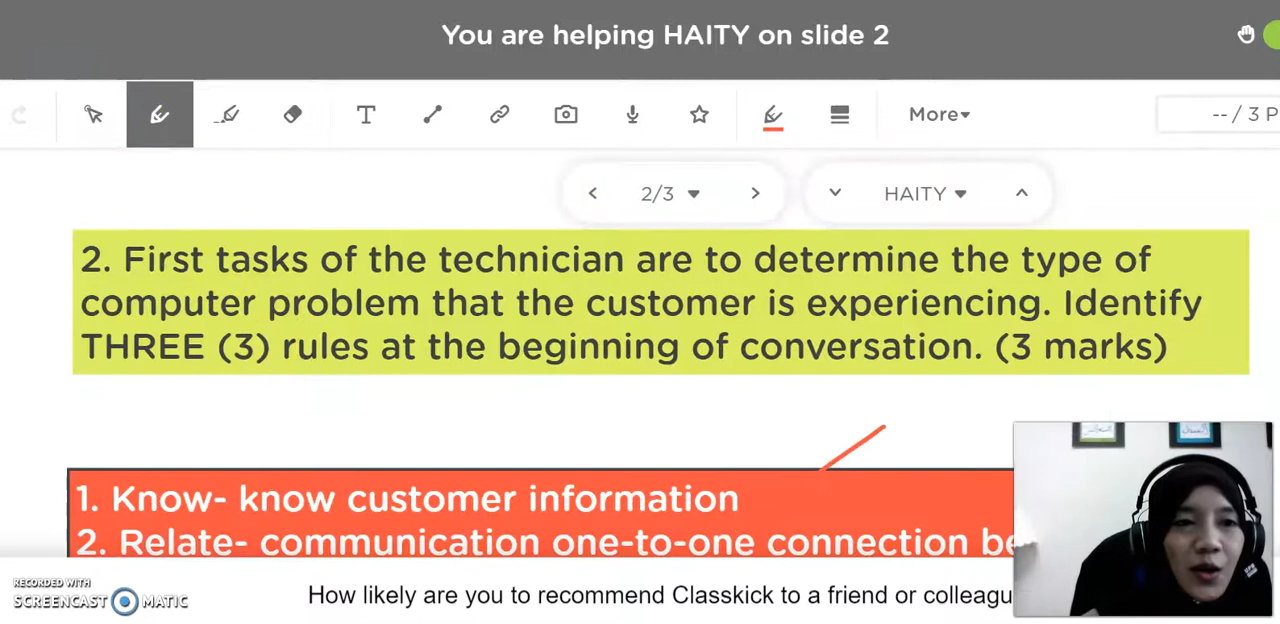 You are helping HAITY on slide 2
T
More
-- / 3 P
2/3
HAITY
2. First tasks of the technician are to determine the type of
computer problem that the customer is experiencing. Identify
THREE (3) rules at the beginning of conversation. (3 marks)
1. Know- know customer information
2. Relate- communication one-to-one connection be
RECORDED WITH
SCREENCAST MATIC
How likely are you to recommend Classkick to a friend or colleagu